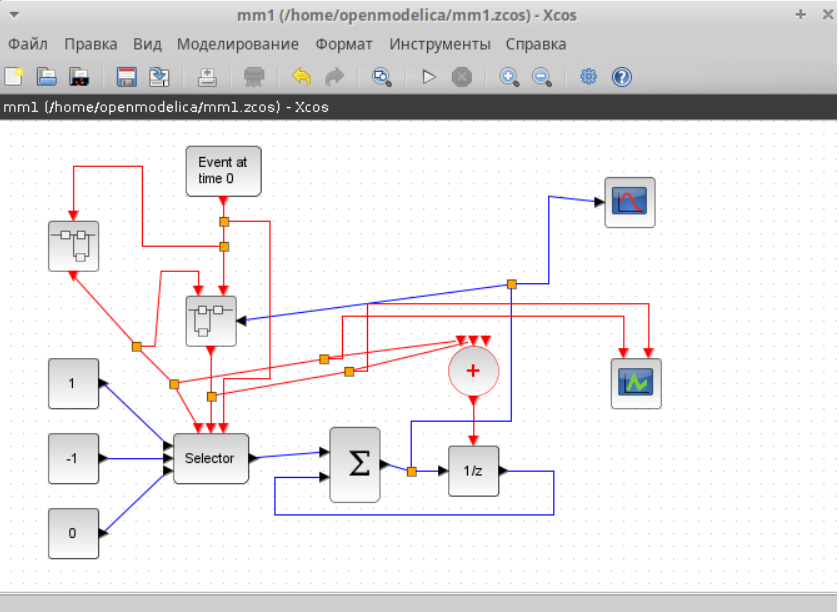 mm1 (/home/openmodelica/mm1.zcos) - Xcos
Файл Правка Вид Моделирование Формат Инструменты Справка
mm1 (/home/openmodelica/mm1.zcos) - Xcos
Event at
time 0
1
+
-1
Selector
Σ
1/z
0